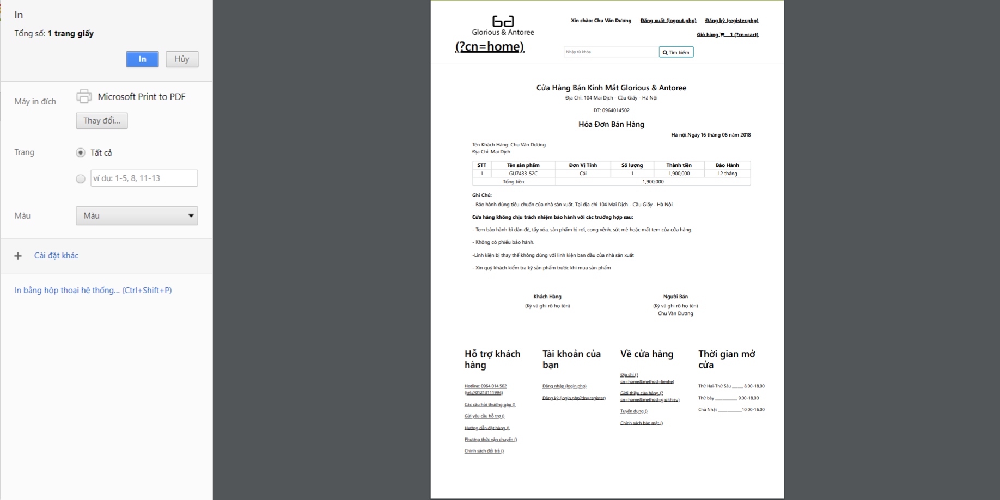 In
Tổng số: 1 trang giấy
In
Hủy
Máy in đích
Microsoft Print to PDF
Thay đổi...
Trang
Tất cả
ví dụ: 1-5, 8, 11-13
Màu
Màu
Cài đặt khác
In bằng hộp thoại hệ thống... (Ctrl+Shift+P)
Glorious & Antoree
(?cn=home)
Xin chào: Chu Văn Dương
Đăng xuất (logout.php)
Đăng ký (register.php)
Giỏ hàng 1 (?cn=cart)
Nhập từ khóa
Tìm kiếm
Cửa Hàng Bán Kính Mắt Glorious & Antoree
Địa Chỉ: 104 Mai Dịch - Cầu Giấy - Hà Nội
ĐT: 0964014502
Hóa Đơn Bán Hàng
Hà nội.Ngày 16 tháng 06 năm 2018
Tên Khách Hàng: Chu Văn Dương
Địa Chỉ: Mai Dịch
STT Tên sản phẩm Đơn Vị Tính Số lượng Thành tiền Bảo Hành
1 GU7433-52C Cái 1 1,900,000 12 tháng
Tổng tiền: 1,900,000
Ghi Chú:
- Bảo hành đúng tiêu chuẩn của nhà sản xuất. Tại địa chỉ 104 Mai Dịch - Cầu Giấy - Hà Nội.
Cửa hàng không chịu trách nhiệm bảo hành với các trường hợp sau:
- Tem bảo hành bì dán đè, tẩy xóa, sản phẩm bị rơi, cong vênh, sứt mẻ hoặc mất tem của cửa hàng.
- Không có phiếu bảo hành.
-Linh kiện bị thay thế không đúng với linh kiện ban đầu của nhà sản xuất
- Xin quý khách kiểm tra kỹ sản phẩm trước khi mua sản phẩm
Khách Hàng
(Ký và ghi rõ họ tên)
Người Bán
(Ký và ghi rõ họ tên)
Chu Văn Dương
Hỗ trợ khách
hàng
Hotline: 0964.014.502
(tel://01213111994)
Các câu hỏi thường gặp ()
Gửi yêu cầu hỗ trợ ()
Hướng dẫn đặt hàng ()
Phương thức vận chuyển ()
Chính sách đổi trả ()
Tài khoản của
bạn
Đăng nhập (login.php)
Đăng ký (login.php?dn=register)
Về cửa hàng
Địa chỉ (?
cn=home&method=lienhe)
Giới thiệu cửa hàng (?
cn=home&method=gioithieu)
Tuyển dụng ()
Chính sách bảo mật ()
Thời gian mở
cửa
Thứ Hai-Thứ Sáu _____ 8,00-18,00
Thứ bảy __________ 9,00-18,00
Chủ Nhật ___________10.00-16.00